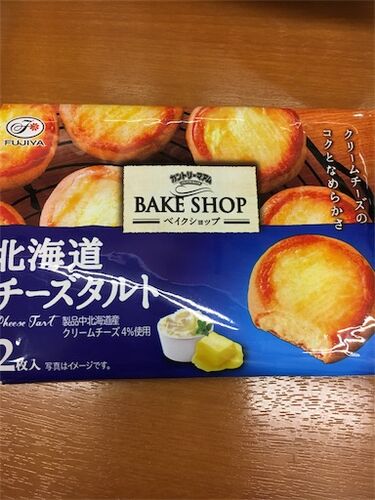 FUJIYA
クリームチーズの
コクとなめらかさ
カントリーマアム
BAKE SHOP
ベイクショップ
北海道
チーズタルト
Cheese Tart
製品中北海道産
クリームチーズ4%使用
2枚入
写真はイメージです。